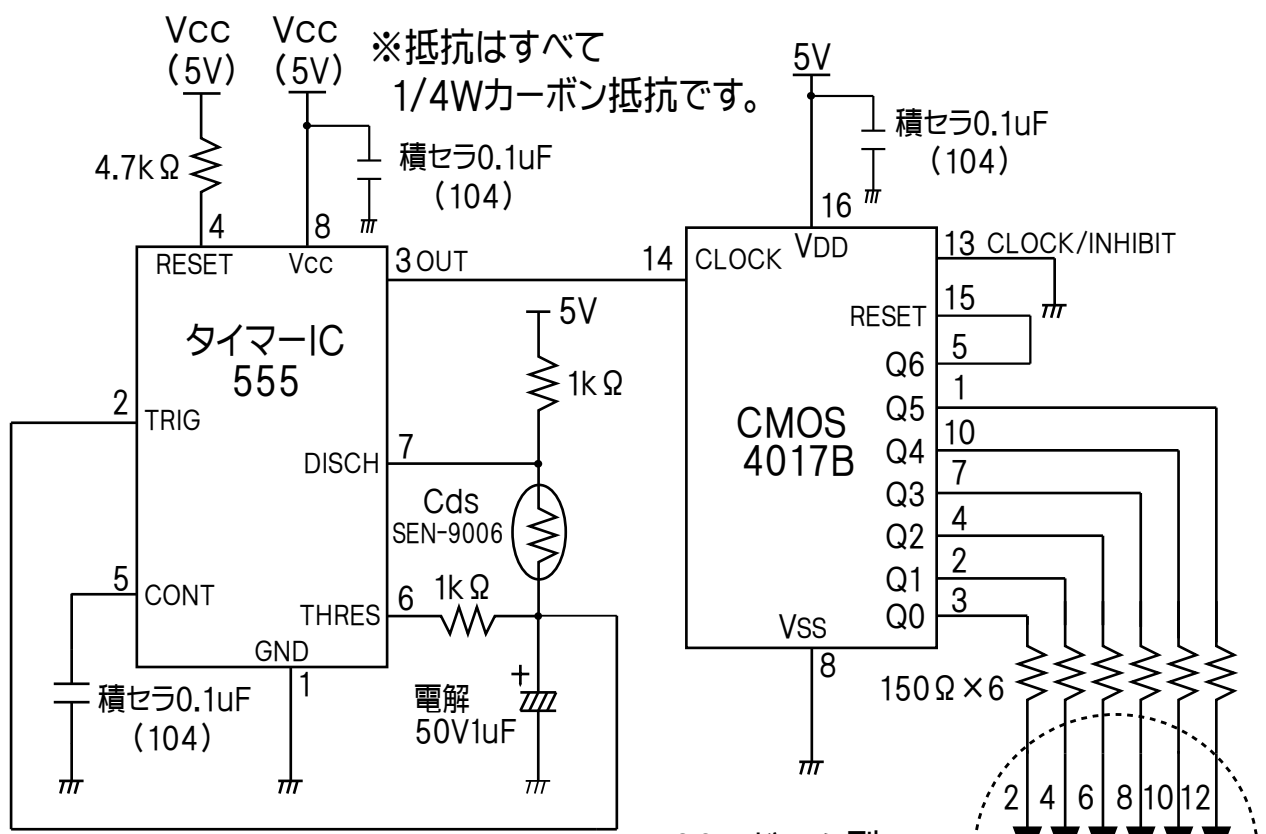 Vcc
(5V)
Vcc
(5V)
※抵抗はすべて
1/4Wカーボン抵抗です。
5V
4.7kΩ
積セラ0.1uF
(104)
積セラ0.1uF
(104)
4
8
16
RESET
Vcc
3 OUT
14
CLOCK
VDD
13 CLOCK/INHIBIT
タイマーIC
555
5V
1kΩ
RESET
15
Q6
5
2
TRIG
DISCH
7
CMOS
4017B
Q5
1
Q4
10
Q3
7
Cds
SEN-9006
Q2
4
5
CONT
THRES
6
1kΩ
Q1
2
Q0
3
GND
1
VSS
8
積セラ0.1uF
(104)
+
電解
50V1uF
150Ω×6
2 4 6 8 10 12